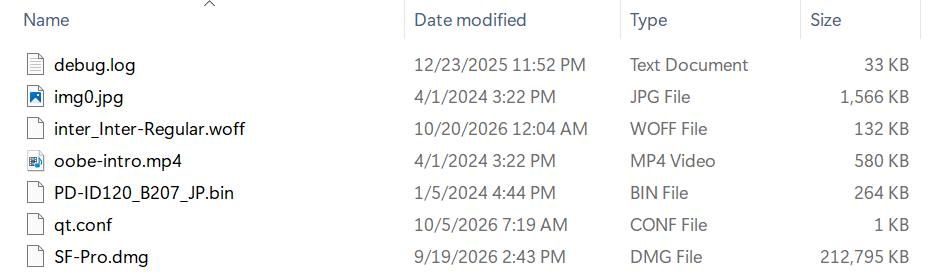 Name Date modified Type Size
debug.log 12/23/2025 11:52 PM Text Document 33 KB
img0.jpg 4/1/2024 3:22 PM JPG File 1,566 KB
inter_Inter-Regular.woff 10/20/2026 12:04 AM WOFF File 132 KB
oobe-intro.mp4 4/1/2024 3:22 PM MP4 Video 580 KB
PD-ID120_B207_JP.bin 1/5/2024 4:44 PM BIN File 264 KB
qt.conf 10/5/2026 7:19 AM CONF File 1 KB
SF-Pro.dmg 9/19/2026 2:43 PM DMG File 212,795 KB